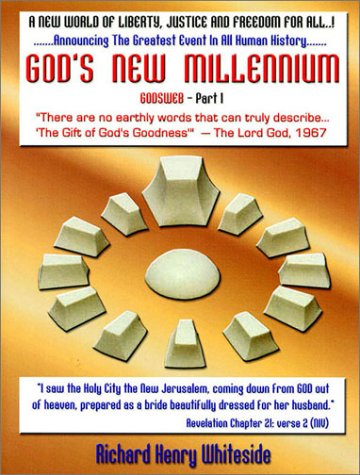 A NEW WORLD OF LIBERTY, JUSTICE AND FREEDOM FOR ALL..!
.......Announcing The Greatest Event In All Human History.......
GOD'S NEW MILLENNIUM
GODSWEB - Part 1
"There are no earthly words that can truly describe...
'The Gift of God's Goodness'" — The Lord God, 1967
"I saw the Holy City the New Jerusalem, coming down from GOD out
of heaven, prepared as a bride beautifully dressed for her husband."
Revelation Chapter 21: verse 2 (NIV)
Richard Henry Whiteside